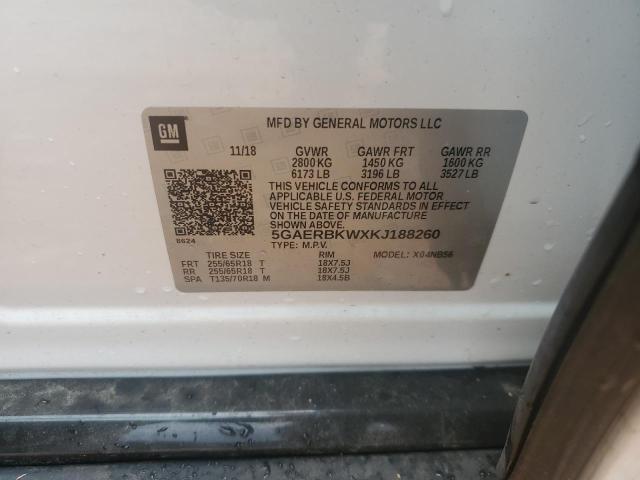 GM
MFD BY GENERAL MOTORS LLC
11/18 GVWR GAWR FRT GAWR RR
2800 KG 1450 KG 1600 KG
6173 LB 3196 LB 3527 LB
THIS VEHICLE CONFORMS TO ALL
APPLICABLE U.S. FEDERAL MOTOR
VEHICLE SAFETY STANDARDS IN EFFECT
ON THE DATE OF MANUFACTURE
5GAERBKWXKJ188260
8624
TYPE: M.P.V. MODEL: X04NB56
TIRE SIZE RIM
FRT 255/65R18 T 18X7.5J
RR 255/65R18 T 18X7.5J
SPA T135/70R18 M 18X4.5B